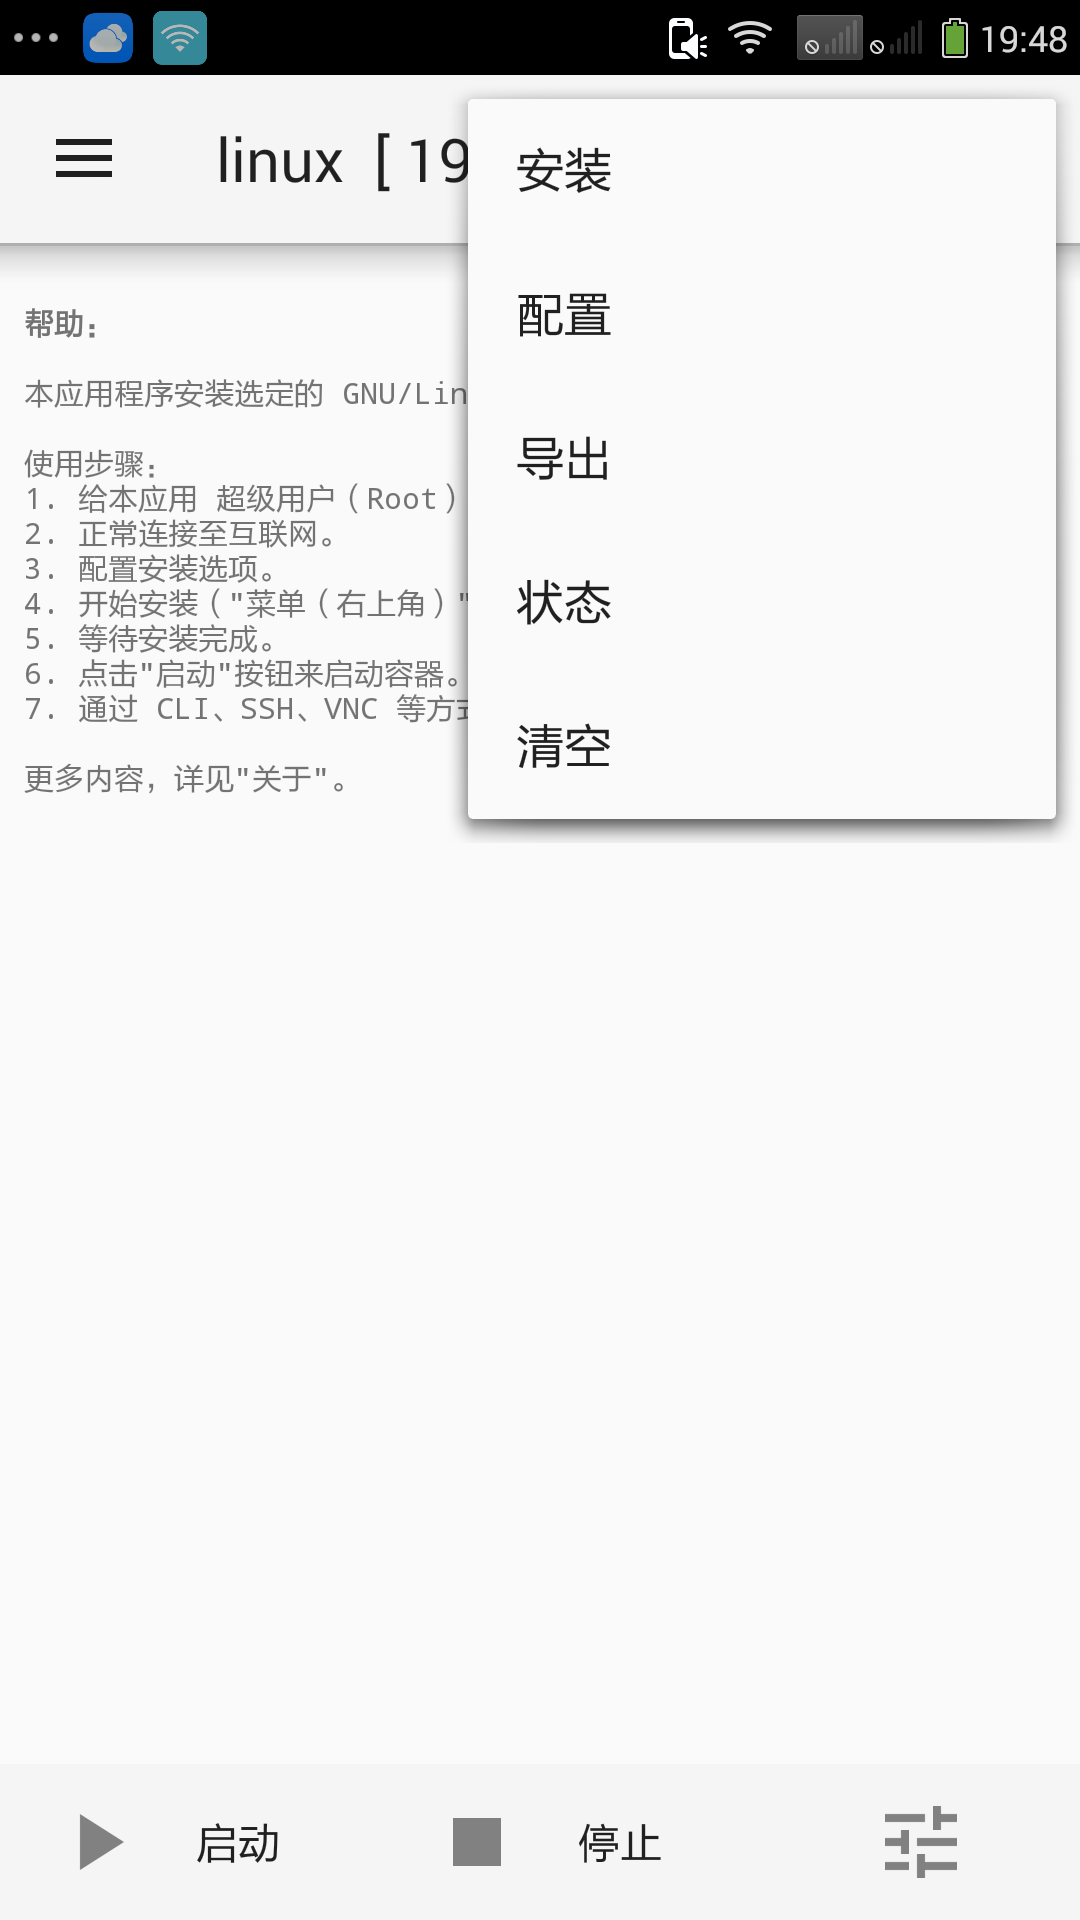 19:48
linux [ 19
安装
配置
导出
状态
清空
帮助：
本应用程序安装选定的 GNU/Lin
使用步骤：
1. 给本应用 超级用户（Root）
2. 正常连接至互联网。
3. 配置安装选项。
4. 开始安装（"菜单（右上角）"
5. 等待安装完成。
6. 点击"启动"按钮来启动容器。
7. 通过 CLI、SSH、VNC 等方式
更多内容，详见"关于"。
启动
停止